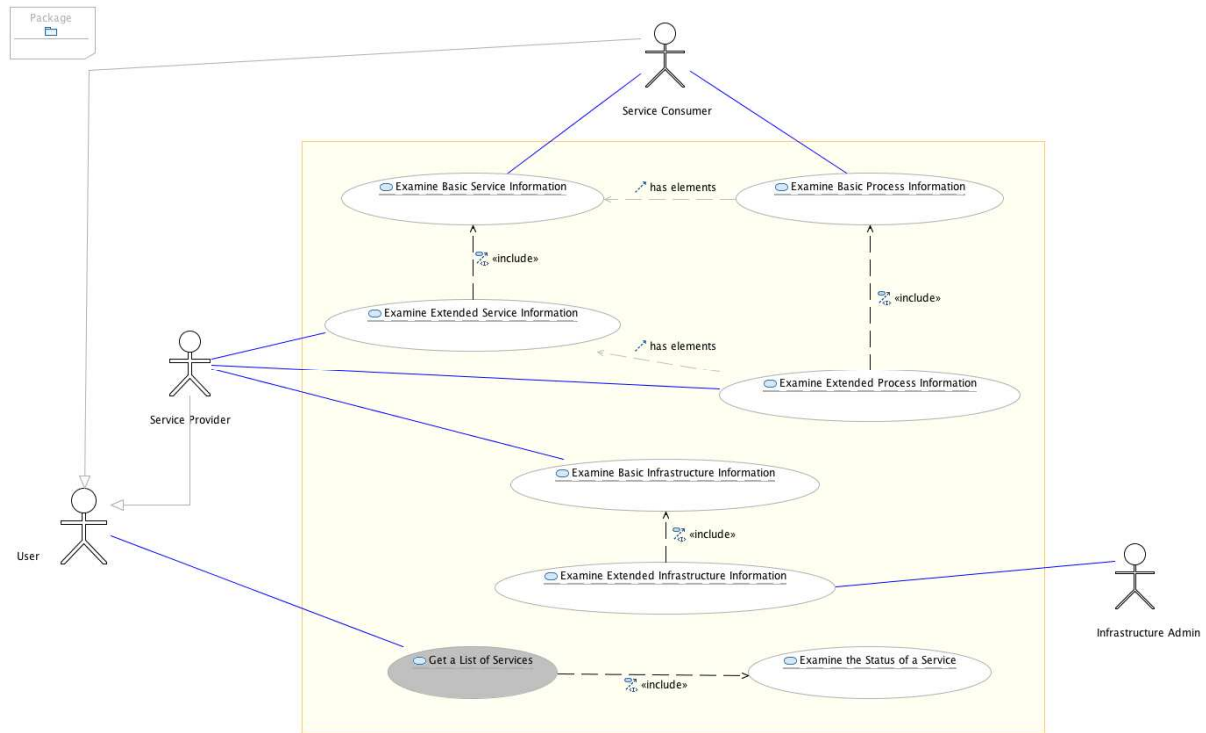 Package
Service Consumer
Examine Basic Service Information
has elements
Examine Basic Process Information
«include»
«include»
Examine Extended Service Information
has elements
Examine Extended Process Information
Service Provider
Examine Basic Infrastructure Information
«include»
User
Examine Extended Infrastructure Information
Infrastructure Admin
Get a List of Services
Examine the Status of a Service
«include»